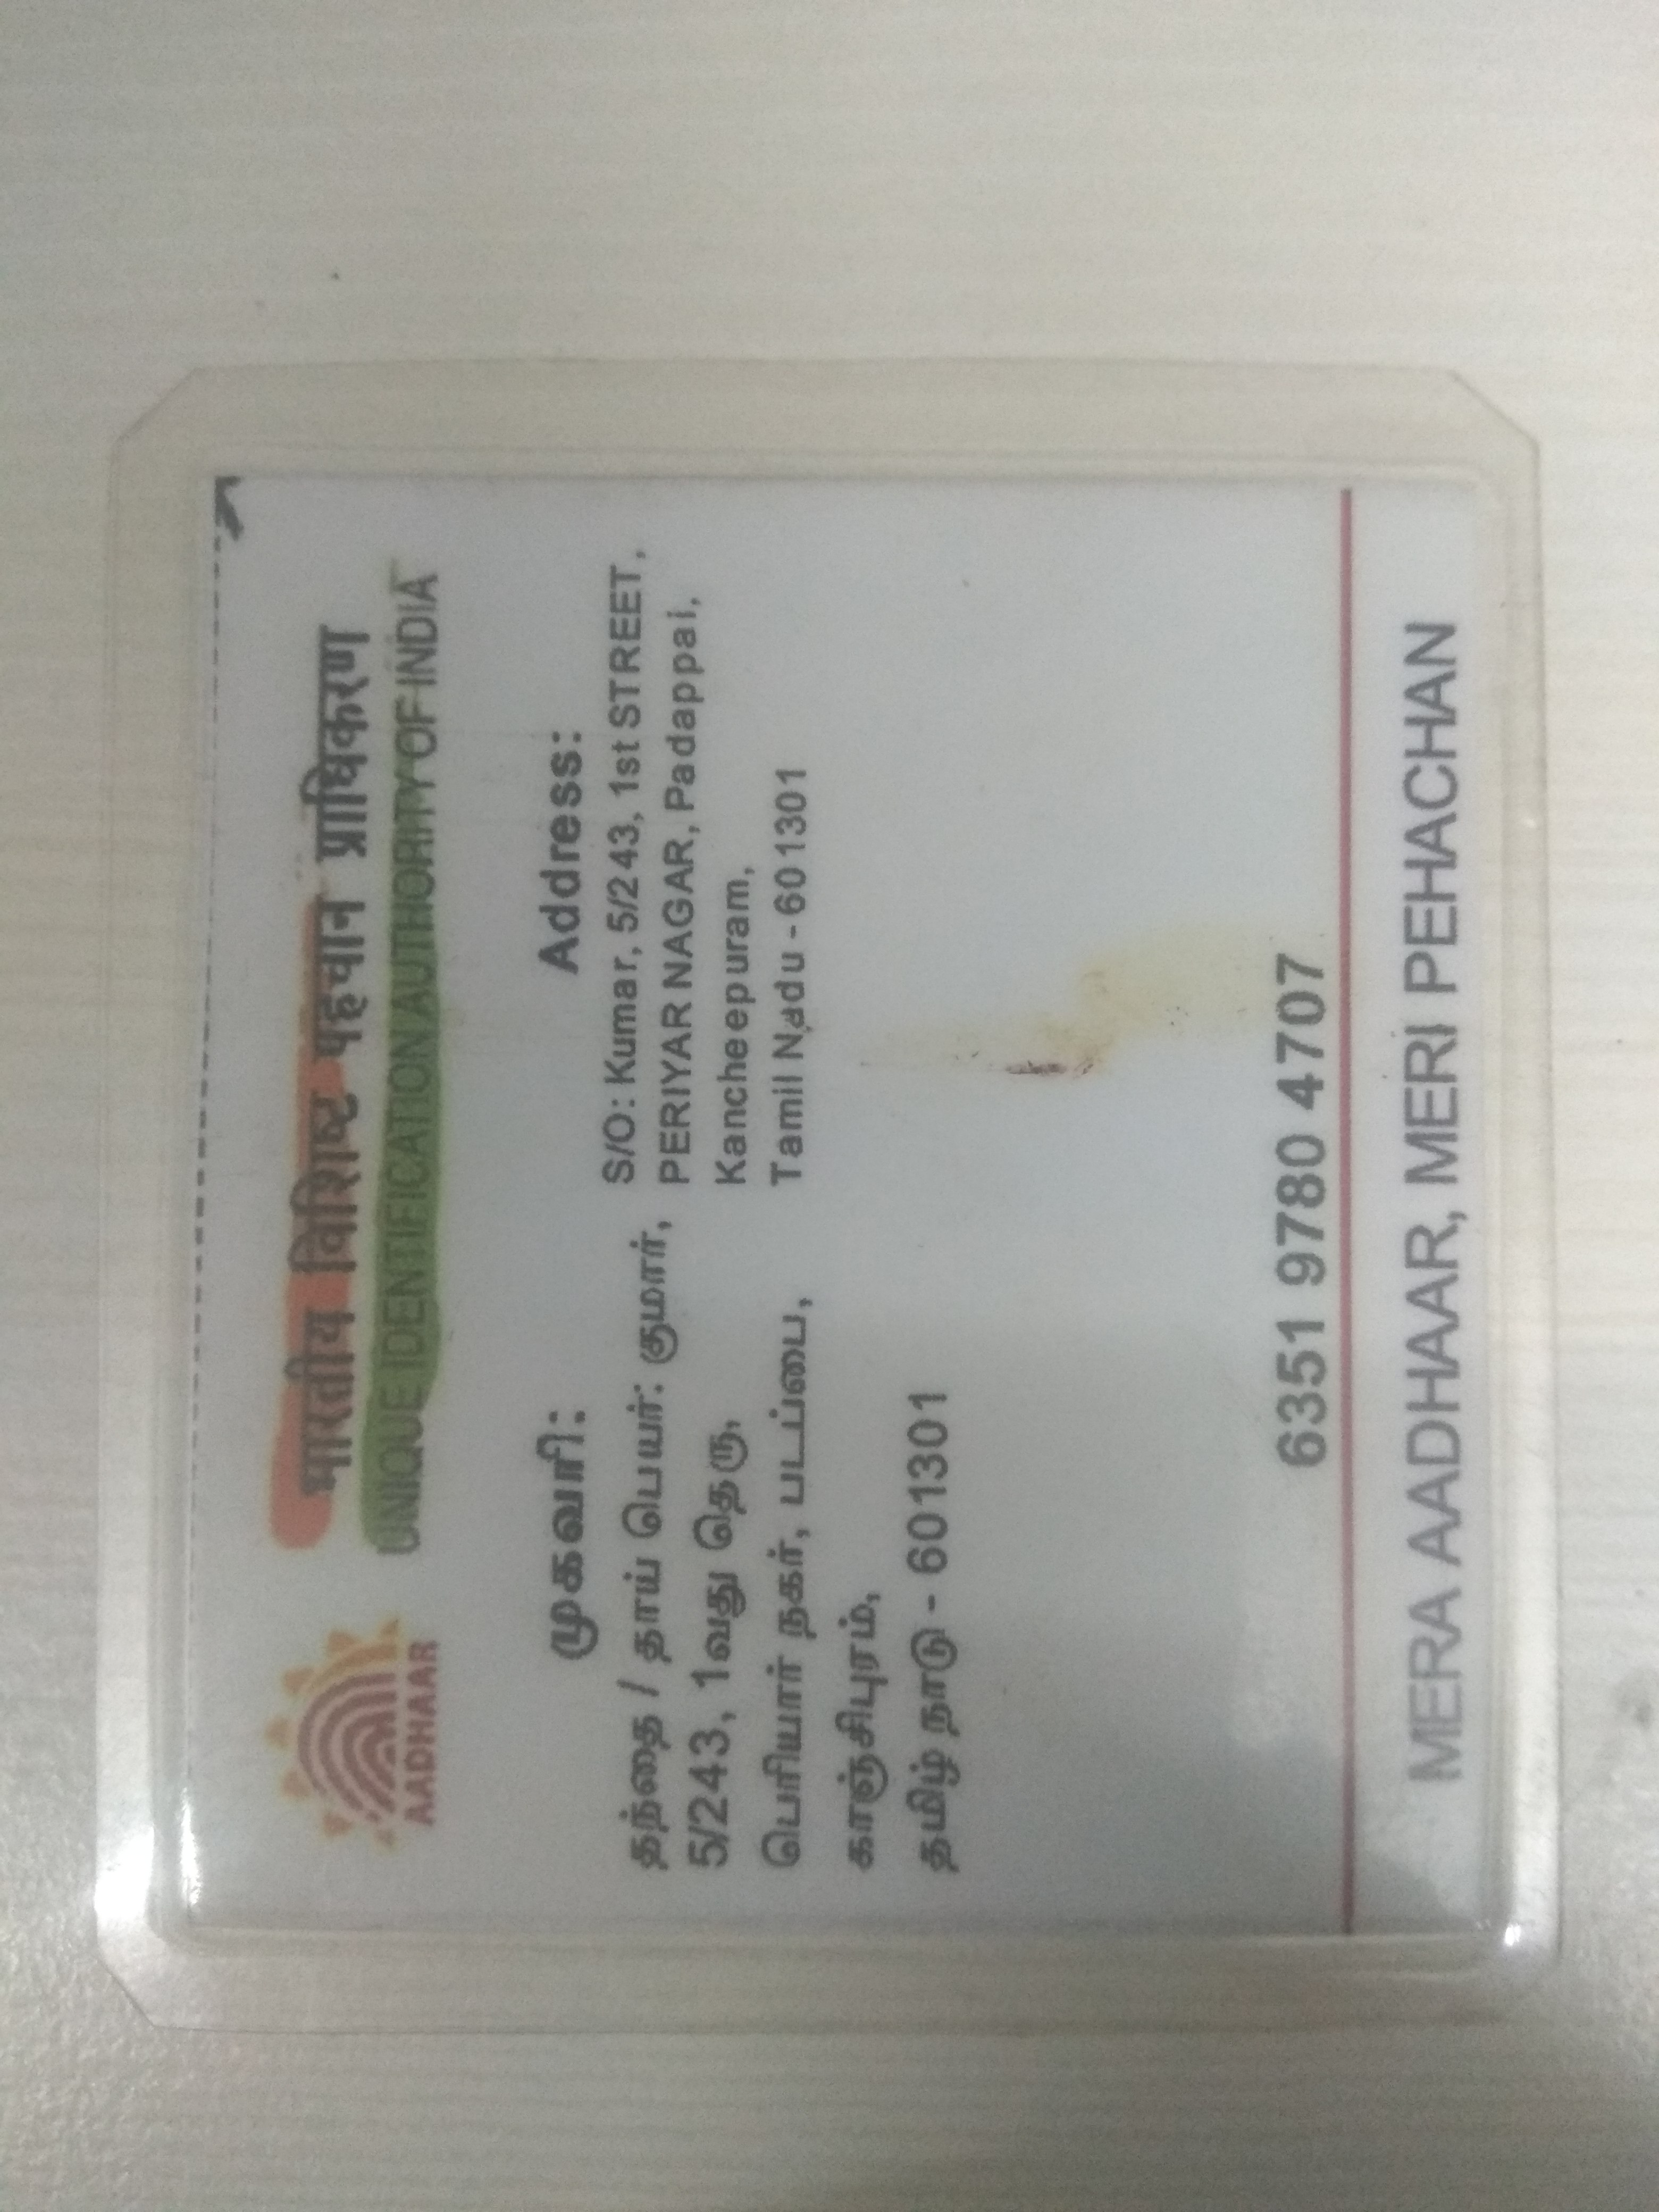 भारतीय विशिष्ट पहचान प्राधिकरण
UNIQUE IDENTIFICATION AUTHORITY OF INDIA
AADHAAR
முகவரி:
தந்தை / தாய் பெயர்: குமார்,
5/243, 1வது தெரு,
பெரியார் நகர், படப்பை,
காஞ்சிபுரம்,
தமிழ் நாடு - 601301
Address:
S/O: Kumar, 5/243, 1st STREET,
PERIYAR NAGAR, Padappai,
Kancheepuram,
Tamil Nadu - 601301
6351 9780 4707
MERA AADHAAR, MERI PEHACHAN